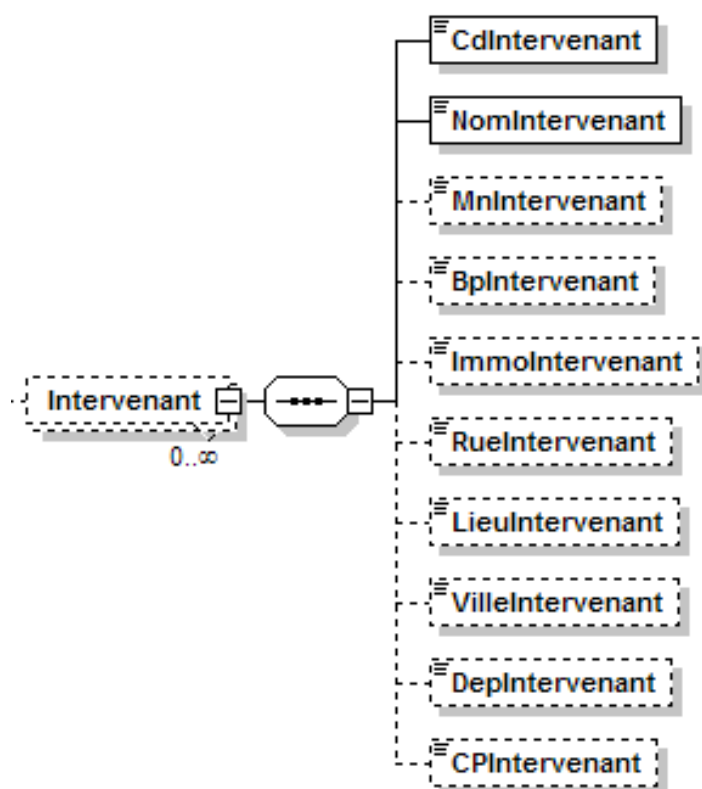 CdIntervenant
NomIntervenant
MnIntervenant
BpIntervenant
ImmoIntervenant
Intervenant
0..∞
RueIntervenant
LieuIntervenant
VilleIntervenant
DepIntervenant
CPIntervenant